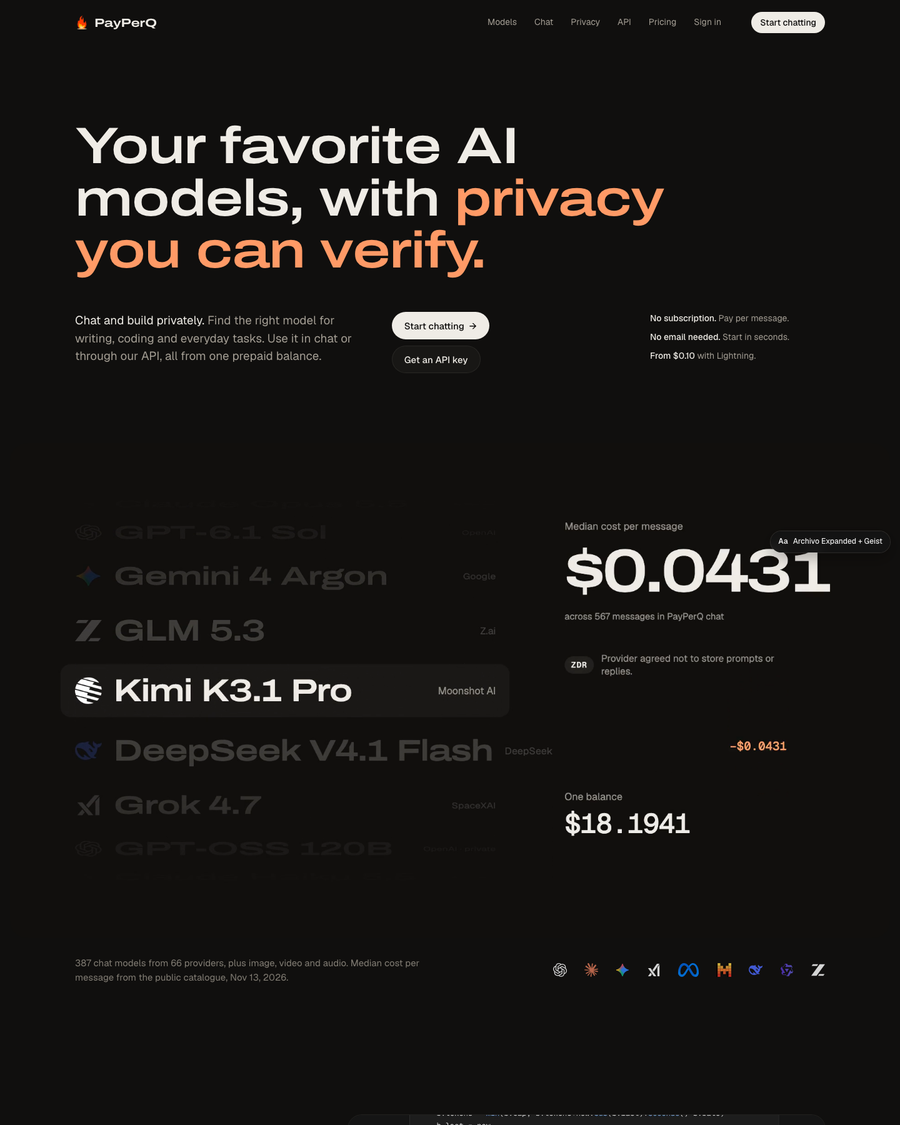 PayPerQ
Models Chat Privacy API Pricing Sign in Start chatting
Your favorite AI
models, with privacy
you can verify.
Chat and build privately. Find the right model for
writing, coding and everyday tasks. Use it in chat or
through our API, all from one prepaid balance.
Start chatting →
Get an API key
No subscription. Pay per message.
No email needed. Start in seconds.
From $0.10 with Lightning.
GPT-6.1 Sol OpenAI
Gemini 4 Argon Google
GLM 5.3 Z.ai
Kimi K3.1 Pro Moonshot AI
DeepSeek V4.1 Flash DeepSeek
Grok 4.7 SpaceXAI
GPT-OSS 120B
Median cost per message
Aa Archivo Expanded + Geist
$0.0431
across 567 messages in PayPerQ chat
ZDR Provider agreed not to store prompts or
replies.
-$0.0431
One balance
$18.1941
387 chat models from 66 providers, plus image, video and audio. Median cost per
message from the public catalogue, Nov 13, 2026.